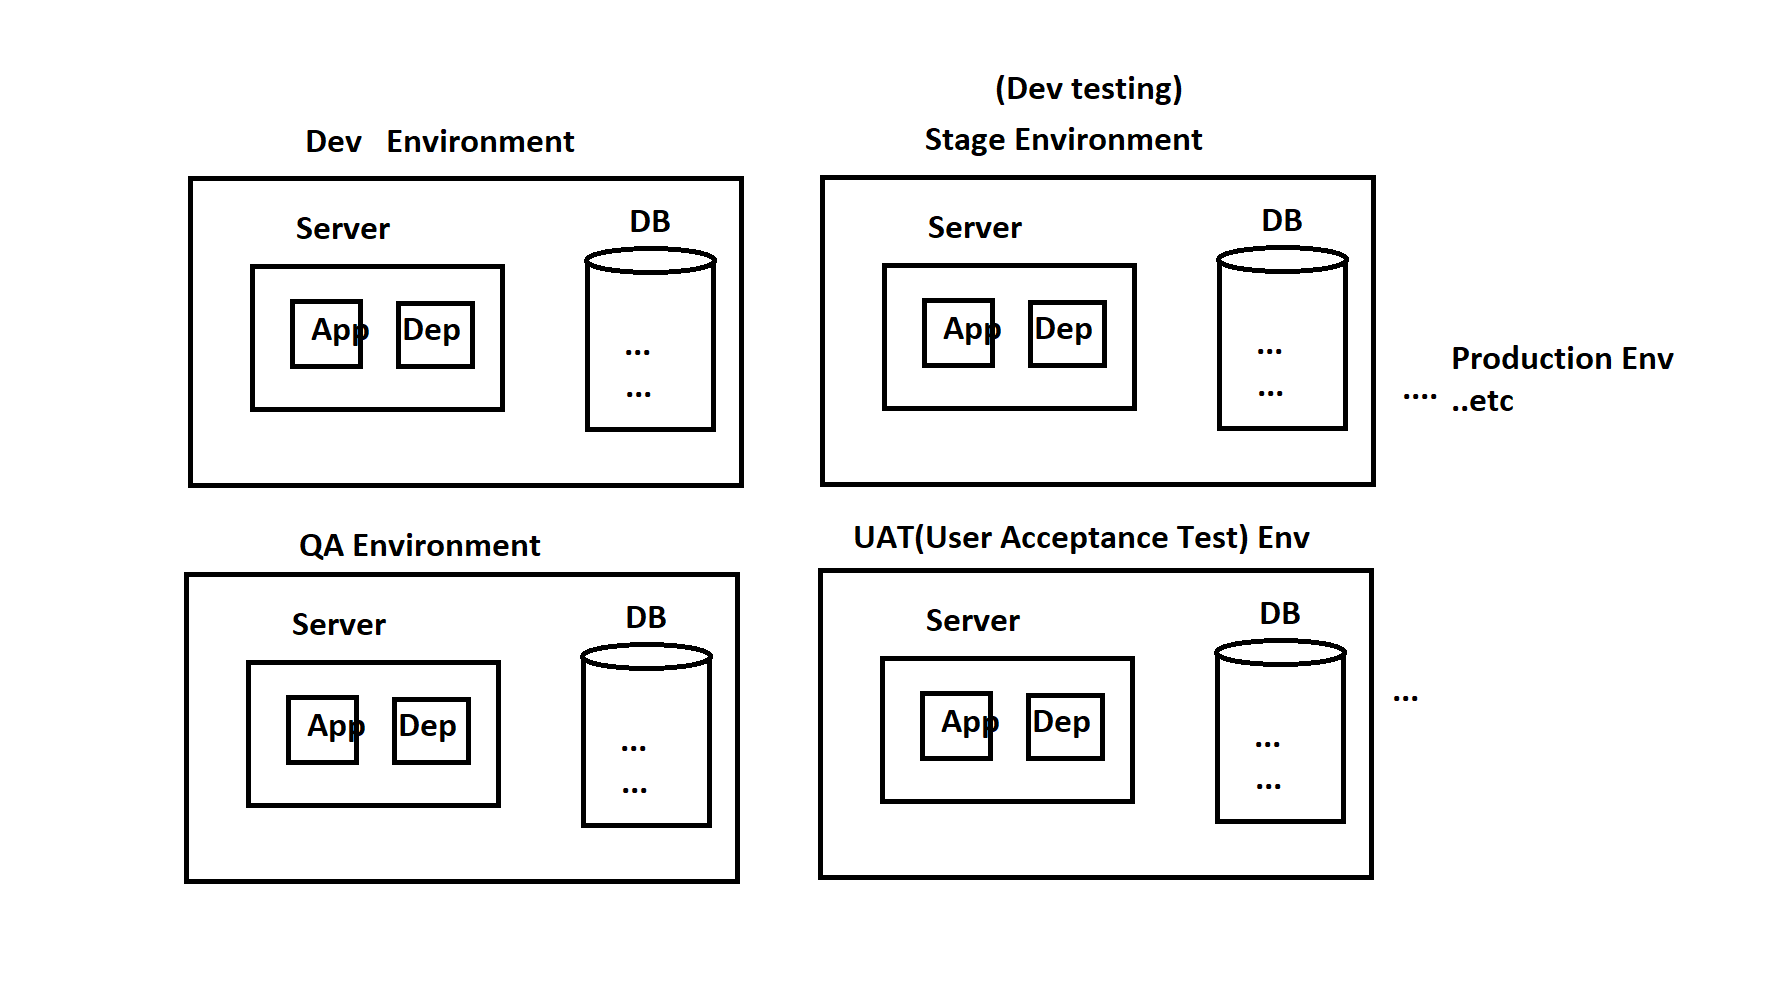 (Dev testing)
Dev Environment
Stage Environment
Server
DB
App
Dep
...
...
Server
DB
App
Dep
...
...
.... Production Env
..etc
QA Environment
UAT(User Acceptance Test) Env
Server
DB
App
Dep
...
...
Server
DB
App
Dep
...
...
...